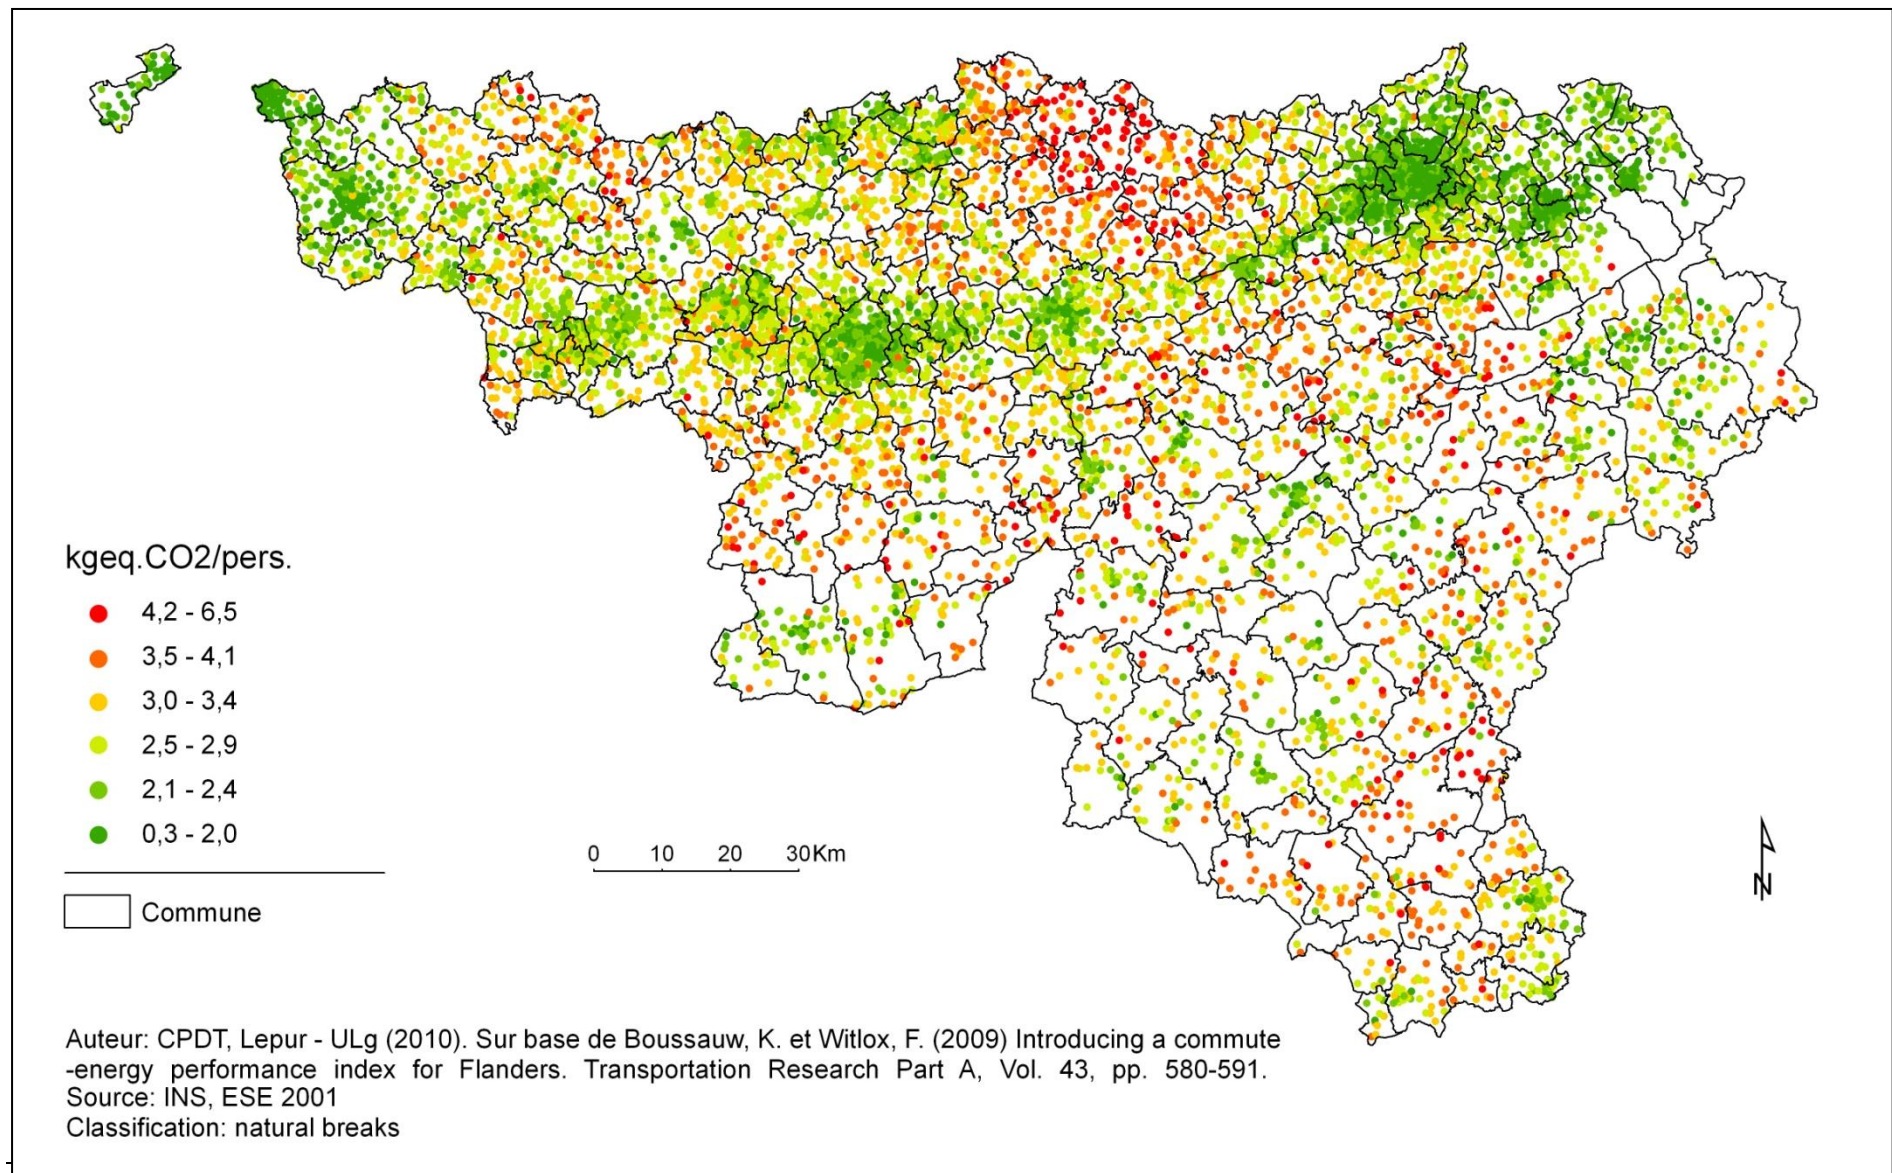 kgeq.CO2/pers.
4,2 - 6,5
3,5 - 4,1
3,0 - 3,4
2,5 - 2,9
2,1 - 2,4
0,3 - 2,0
Commune
0 10 20 30Km
N
Auteur: CPDT, Lepur - ULg (2010). Sur base de Boussauw, K. et Witlox, F. (2009) Introducing a commute
-energy performance index for Flanders. Transportation Research Part A, Vol. 43, pp. 580-591.
Source: INS, ESE 2001
Classification: natural breaks